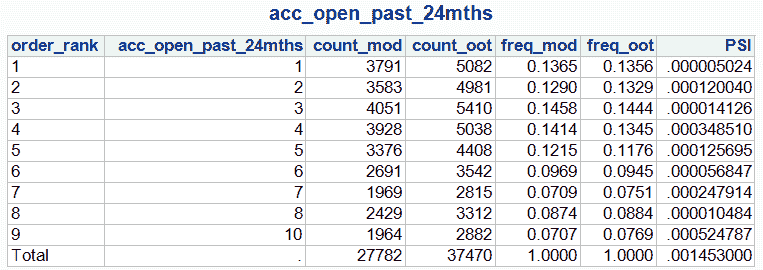 acc_open_past_24mths
order_rank acc_open_past_24mths count_mod count_oot freq_mod freq_oot PSI
1 1 3791 5082 0.1365 0.1356 .000005024
2 2 3583 4981 0.1290 0.1329 .000120040
3 3 4051 5410 0.1458 0.1444 .000014126
4 4 3928 5038 0.1414 0.1345 .000348510
5 5 3376 4408 0.1215 0.1176 .000125695
6 6 2691 3542 0.0969 0.0945 .000056847
7 7 1969 2815 0.0709 0.0751 .000247914
8 8 2429 3312 0.0874 0.0884 .000010484
9 10 1964 2882 0.0707 0.0769 .000524787
Total . 27782 37470 1.0000 1.0000 .001453000